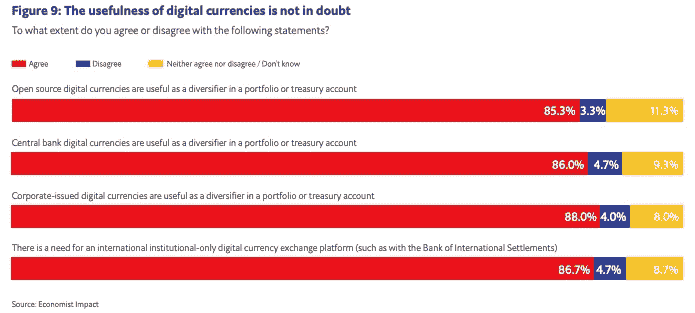 Figure 9: The usefulness of digital currencies is not in doubt
To what extent do you agree or disagree with the following statements?
Agree Disagree Neither agree nor disagree / Don't know
Open source digital currencies are useful as a diversifier in a portfolio or treasury account
85.3% 3.3% 11.3%
Central bank digital currencies are useful as a diversifier in a portfolio or treasury account
86.0% 4.7% 9.3%
Corporate-issued digital currencies are useful as a diversifier in a portfolio or treasury account
88.0% 4.0% 8.0%
There is a need for an international institutional-only digital currency exchange platform (such as with the Bank of International Settlements)
86.7% 4.7% 8.7%
Source: Economist Impact